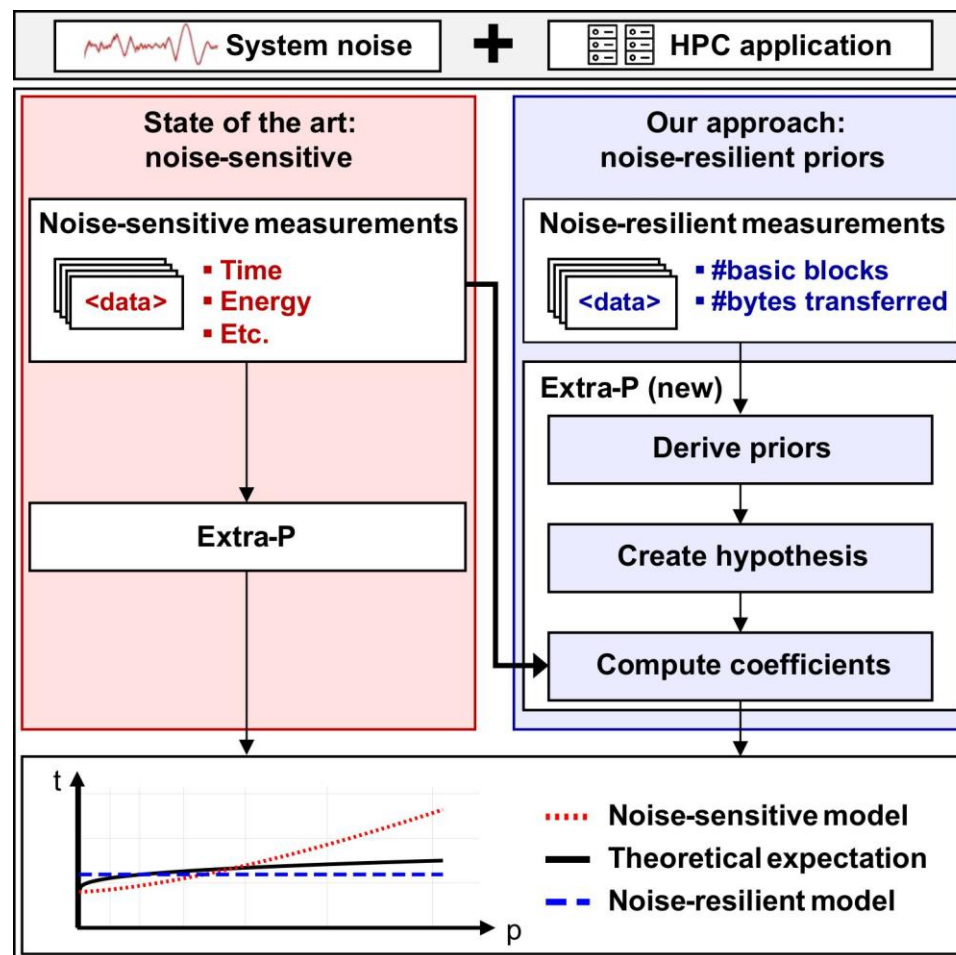 System noise
+
HPC application
State of the art:
noise-sensitive
Noise-sensitive measurements
<data>
▪ Time
▪ Energy
▪ Etc.
Extra-P
Our approach:
noise-resilient priors
Noise-resilient measurements
<data>
▪ #basic blocks
▪ #bytes transferred
Extra-P (new)
Derive priors
Create hypothesis
Compute coefficients
t
p
Noise-sensitive model
Theoretical expectation
Noise-resilient model